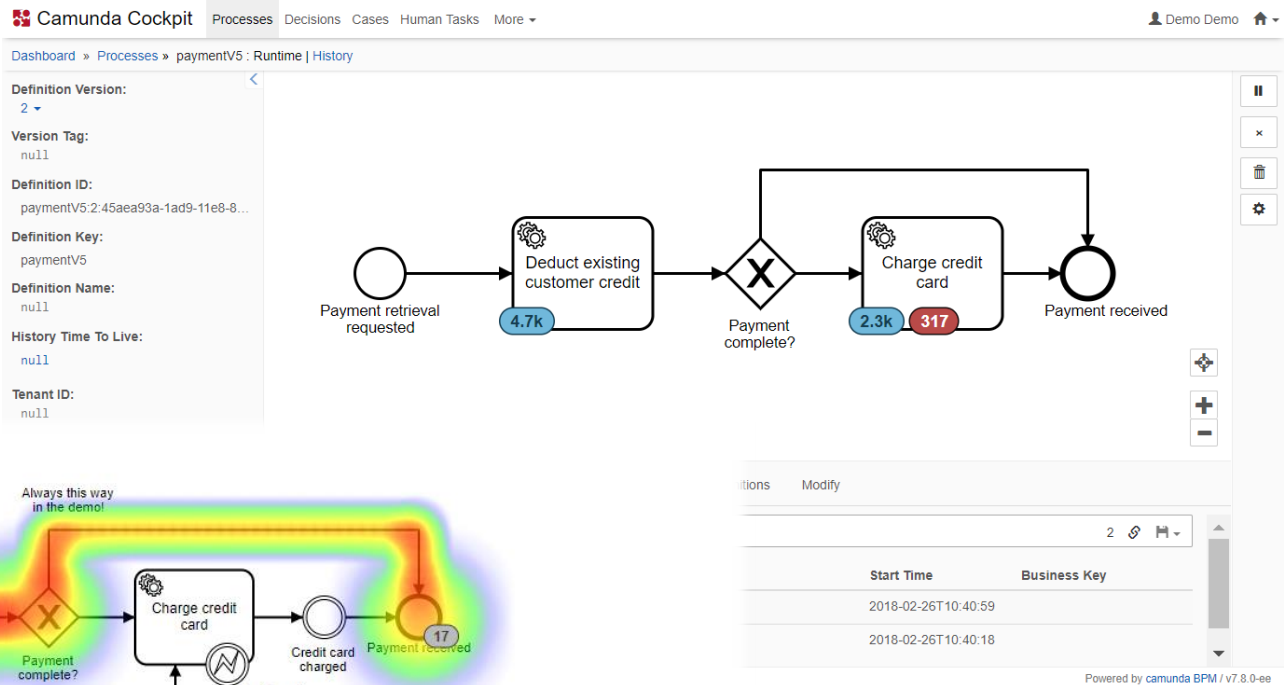 Camunda Cockpit Processes Decisions Cases Human Tasks More Demo Demo
Dashboard » Processes » paymentV5 : Runtime | History
Definition Version:
2
Version Tag:
null
Definition ID:
paymentV5:2:45aea93a-1ad9-11e8-8...
Definition Key:
paymentV5
Definition Name:
null
History Time To Live:
null
Tenant ID:
null
Payment retrieval
requested
Deduct existing
customer credit
4.7k
Payment
complete?
Charge credit
card
2.3k 317
Payment received
Always this way
in the demo!
Payment
complete?
Charge credit
card
Credit card
charged
Payment received
17
Modify
2
Start Time Business Key
2018-02-26T10:40:59
2018-02-26T10:40:18
Powered by camunda BPM / v7.8.0-ee